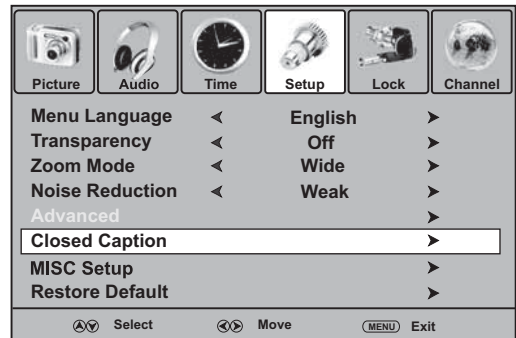 Picture Audio Time Setup Lock Channel
Menu Language English
Transparency Off
Zoom Mode Wide
Noise Reduction Weak
Advanced
Closed Caption
MISC Setup
Restore Default
Select Move MENU Exit